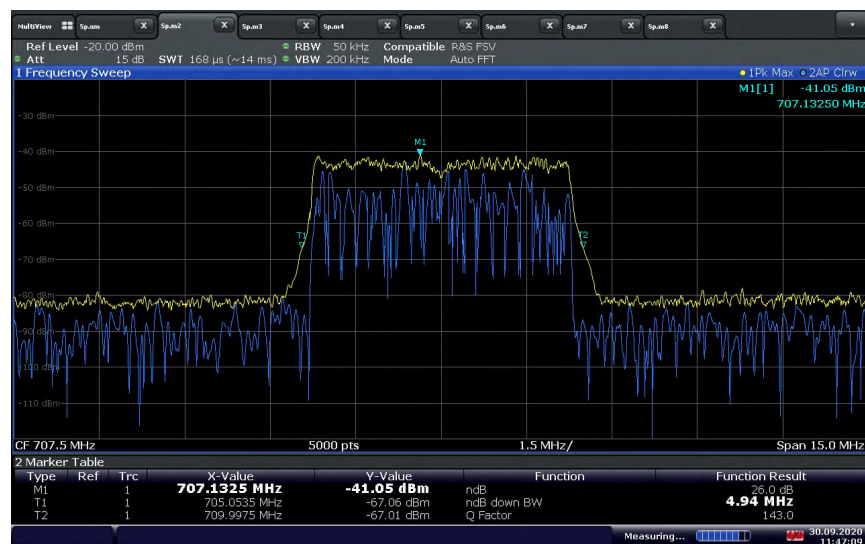 MultiView Sp.um X Sp.m2 X Sp.m3 X Sp.m4 X Sp.m5 X Sp.m6 X Sp.m7 X Sp.m8 X
Ref Level -20.00 dBm RBW 50 kHz Compatible R&S FSV
Att 15 dB SWT 168 µs (~14 ms) VBW 200 kHz Mode Auto FFT
1 Frequency Sweep 1Pk Max 2AP Clrw
M1[1] -41.05 dBm
707.13250 MHz
-30 dBm
-40 dBm
M1
-50 dBm
-60 dBm
T1 T2
-70 dBm
-80 dBm
-90 dBm
-100 dBm
-110 dBm
CF 707.5 MHz 5000 pts 1.5 MHz/ Span 15.0 MHz
2 Marker Table
Type Ref Trc X-Value Y-Value Function Function Result
M1 1 707.1325 MHz -41.05 dBm ndB 26.0 dB
T1 1 705.0535 MHz -67.06 dBm ndB down BW 4.94 MHz
T2 1 709.9975 MHz -67.01 dBm Q Factor 143.0
Measuring... 30.09.2020
11:47:09